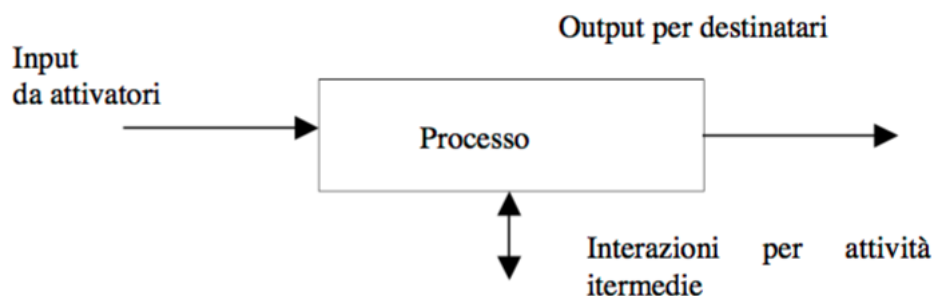 Output per destinatari
Input
da attivatori
Processo
Interazioni per attività
itermedie